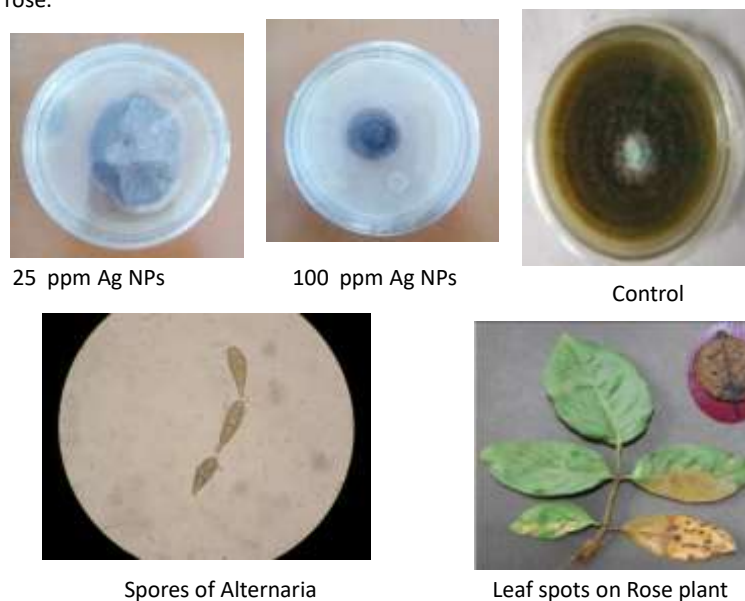 rose.
25 ppm Ag NPs
100 ppm Ag NPs
Control
Spores of Alternaria
Leaf spots on Rose plant